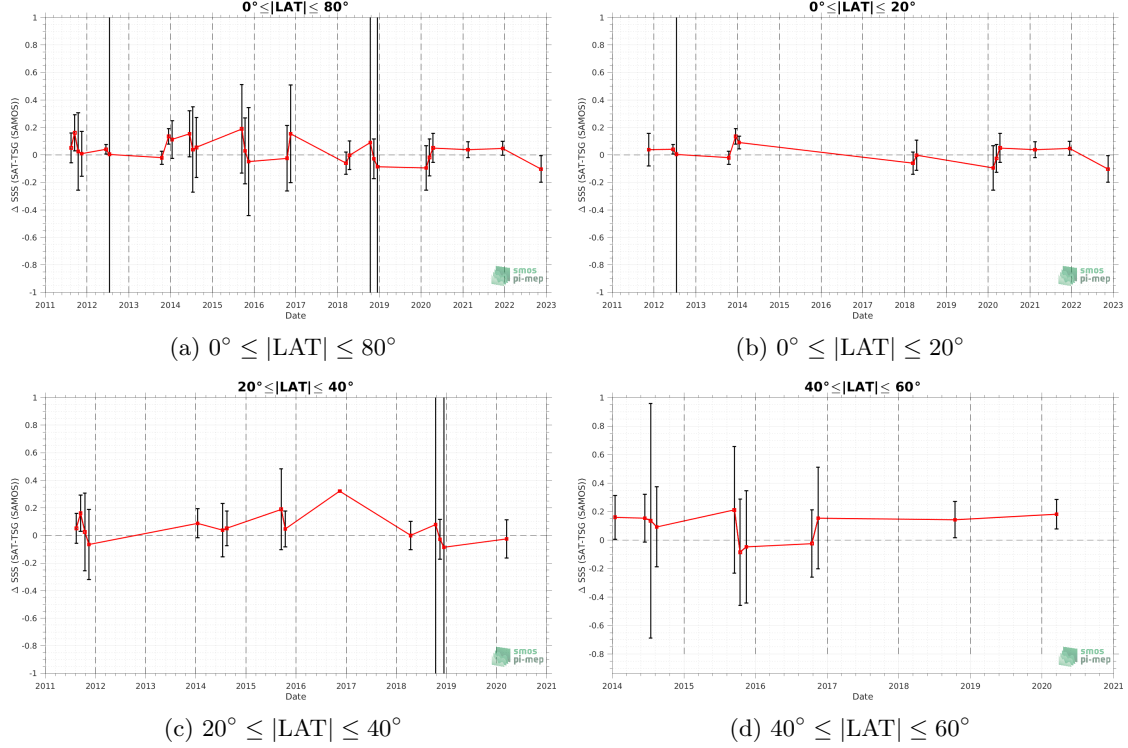 0°≤|LAT|≤ 80°
Δ SSS (SAT-TSG (SAMOS))
1
0.8
0.6
0.4
0.2
0
-0.2
-0.4
-0.6
-0.8
-1
2011 2012 2013 2014 2015 2016 2017 2018 2019 2020 2021 2022 2023
Date
smos
pi-mep
(a) 0° ≤ |LAT| ≤ 80°
0°≤|LAT|≤ 20°
Δ SSS (SAT-TSG (SAMOS))
1
0.8
0.6
0.4
0.2
0
-0.2
-0.4
-0.6
-0.8
-1
2011 2012 2013 2014 2015 2016 2017 2018 2019 2020 2021 2022 2023
Date
smos
pi-mep
(b) 0° ≤ |LAT| ≤ 20°
20°≤|LAT|≤ 40°
Δ SSS (SAT-TSG (SAMOS))
1
0.8
0.6
0.4
0.2
0
-0.2
-0.4
-0.6
-0.8
-1
2011 2012 2013 2014 2015 2016 2017 2018 2019 2020 2021
Date
smos
pi-mep
(c) 20° ≤ |LAT| ≤ 40°
40°≤|LAT|≤ 60°
Δ SSS (SAT-TSG (SAMOS))
1
0.8
0.6
0.4
0.2
0
-0.2
-0.4
-0.6
-0.8
2014 2015 2016 2017 2018 2019 2020 2021
Date
smos
pi-mep
(d) 40° ≤ |LAT| ≤ 60°